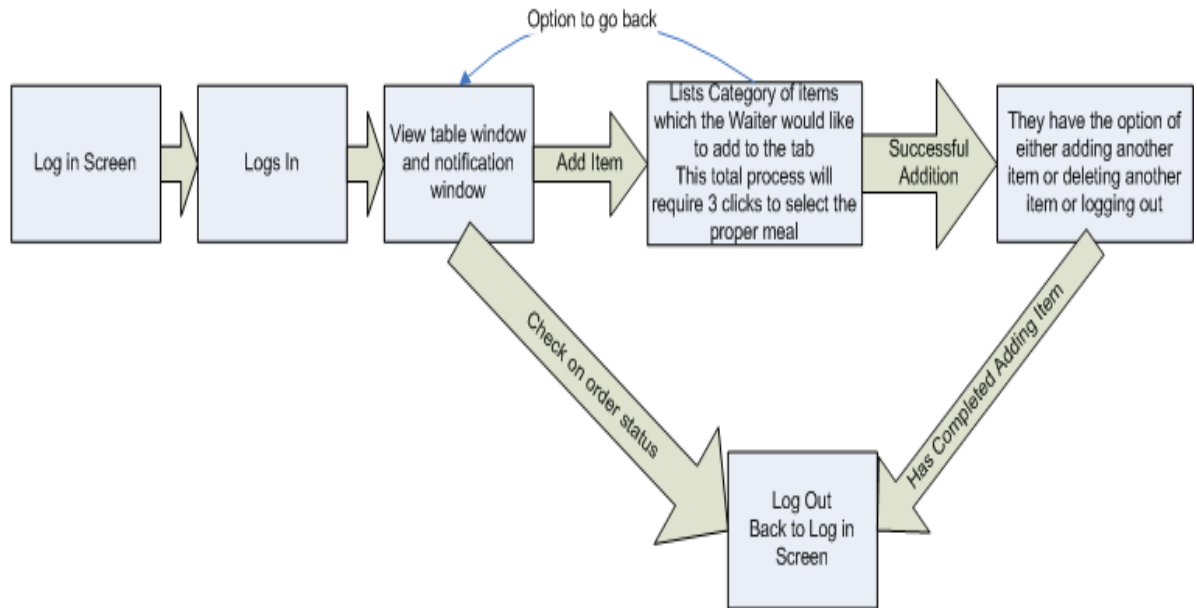 Option to go back
Log in Screen
Logs In
View table window
and notification
window
Add Item
Lists Category of items
which the Waiter would like
to add to the tab
This total process will
require 3 clicks to select the
proper meal
Successful
Addition
They have the option of
either adding another
item or deleting another
item or logging out
Check on order status
Has Completed Adding Item
Log Out
Back to Log in
Screen